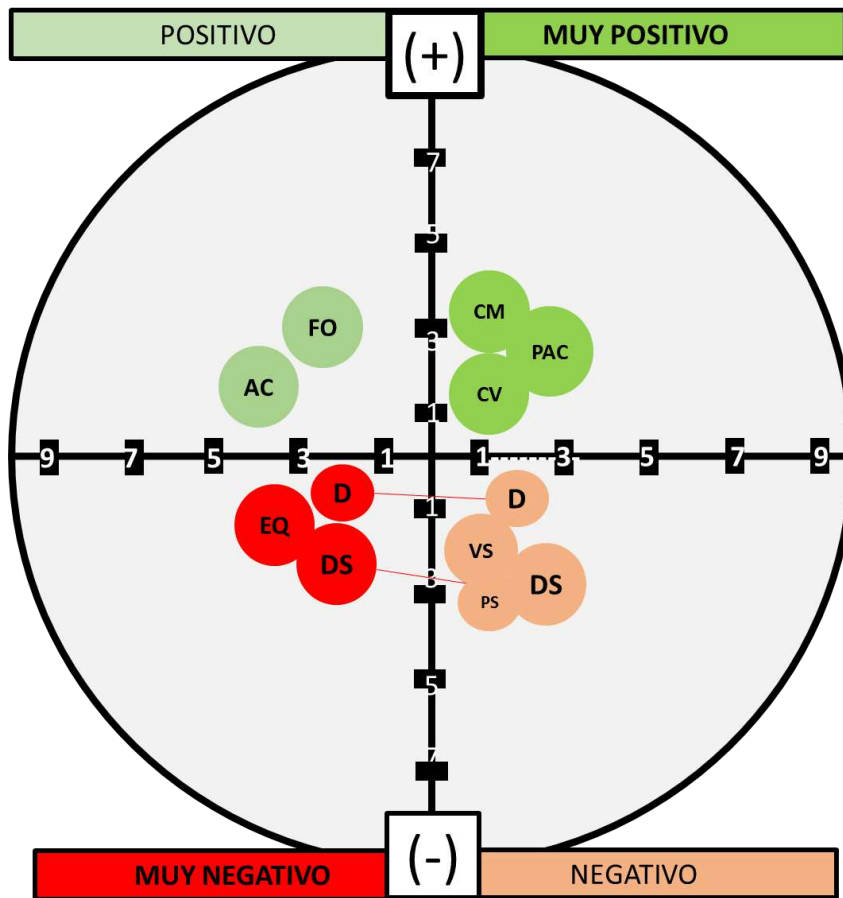 POSITIVO
(+)
MUY POSITIVO
7
5
CM
FO
3
PAC
AC
CV
1
9 7 5 3 1 1 3 5 7 9
D
D
1
EQ
VS
DS
3
DS
PS
5
7
(-)
MUY NEGATIVO
NEGATIVO